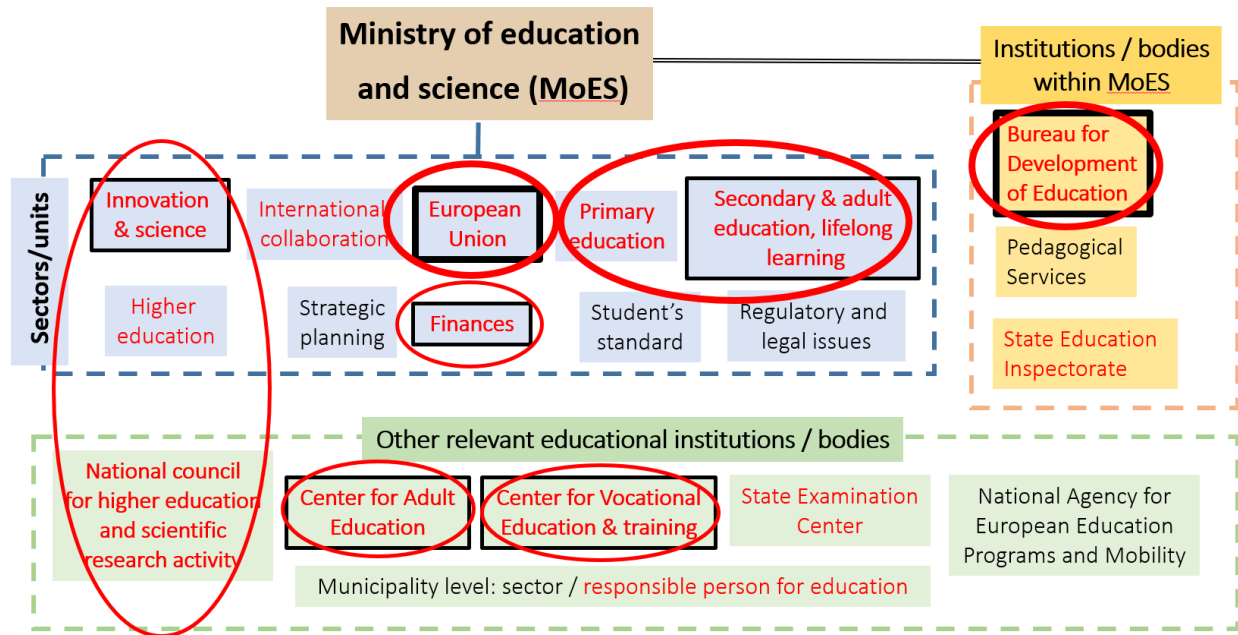 Ministry of education
and science (MoES)
Institutions / bodies
within MoES
Bureau for
Development
of Education
Pedagogical
Services
State Education
Inspectorate
Sectors/units
Innovation
& science
International
collaboration
European
Union
Primary
education
Secondary & adult
education, lifelong
learning
Higher
education
Strategic
planning
Finances
Student’s
standard
Regulatory and
legal issues
Other relevant educational institutions / bodies
National council
for higher education
and scientific
research activity
Center for Adult
Education
Center for Vocational
Education & training
State Examination
Center
National Agency for
European Education
Programs and Mobility
Municipality level: sector / responsible person for education